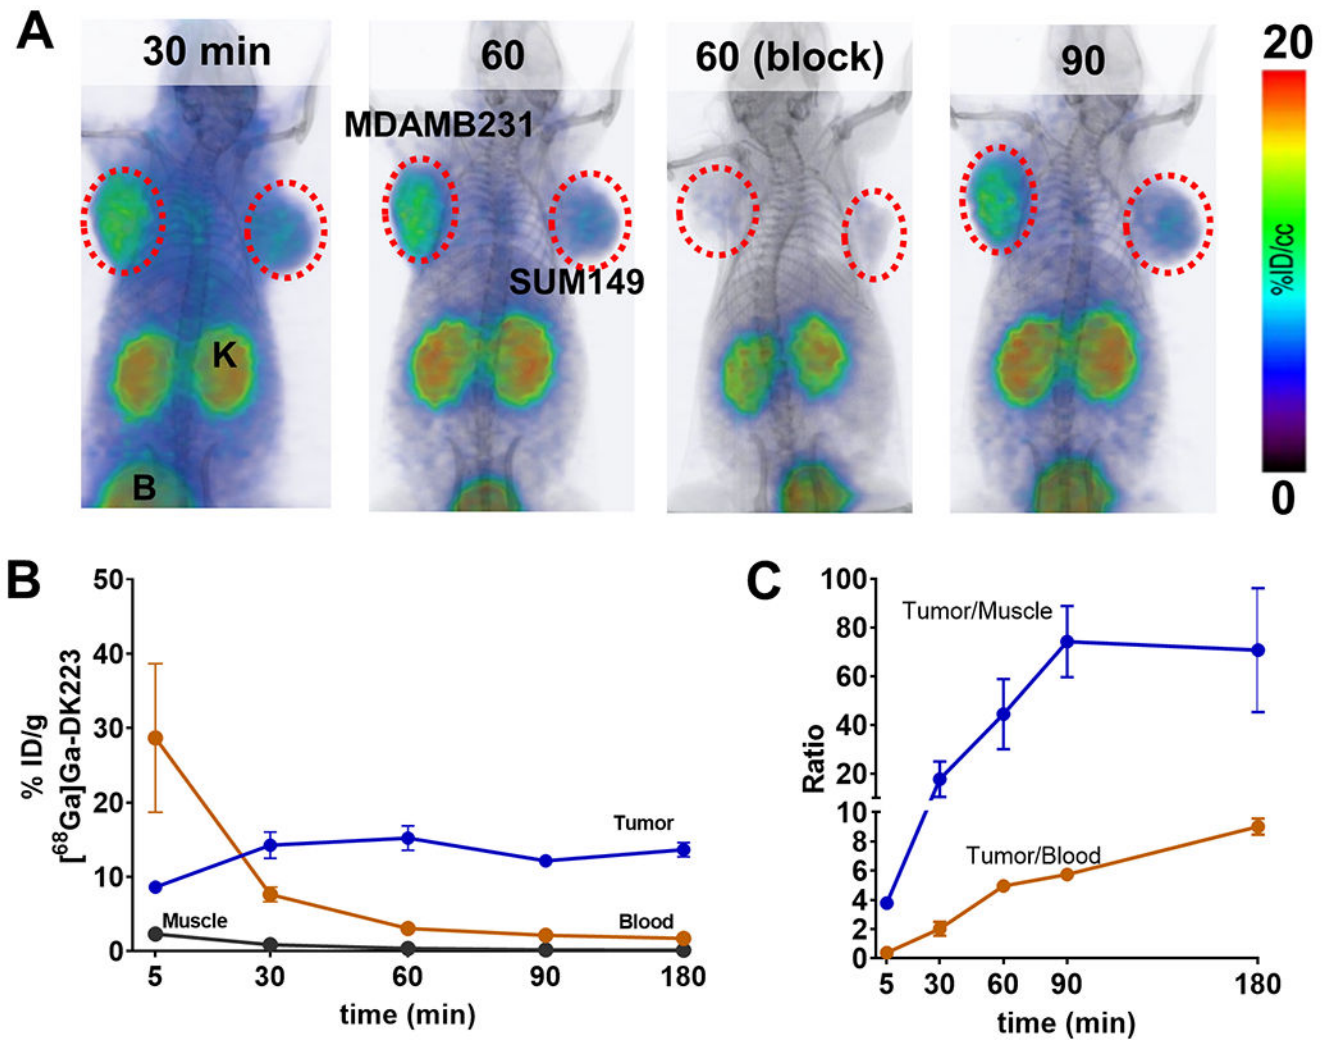 A
30 min
60
60 (block)
90
20
MDAMB231
SUM149
K
B
%ID/cc
0
B
% ID/g
[⁶⁸Ga]Ga-DK223
50
40
30
20
10
0
Tumor
Muscle
Blood
5 30 60 90 180
time (min)
C
Ratio
100
80
60
40
20
10
8
6
4
2
0
Tumor/Muscle
Tumor/Blood
5 30 60 90 180
time (min)